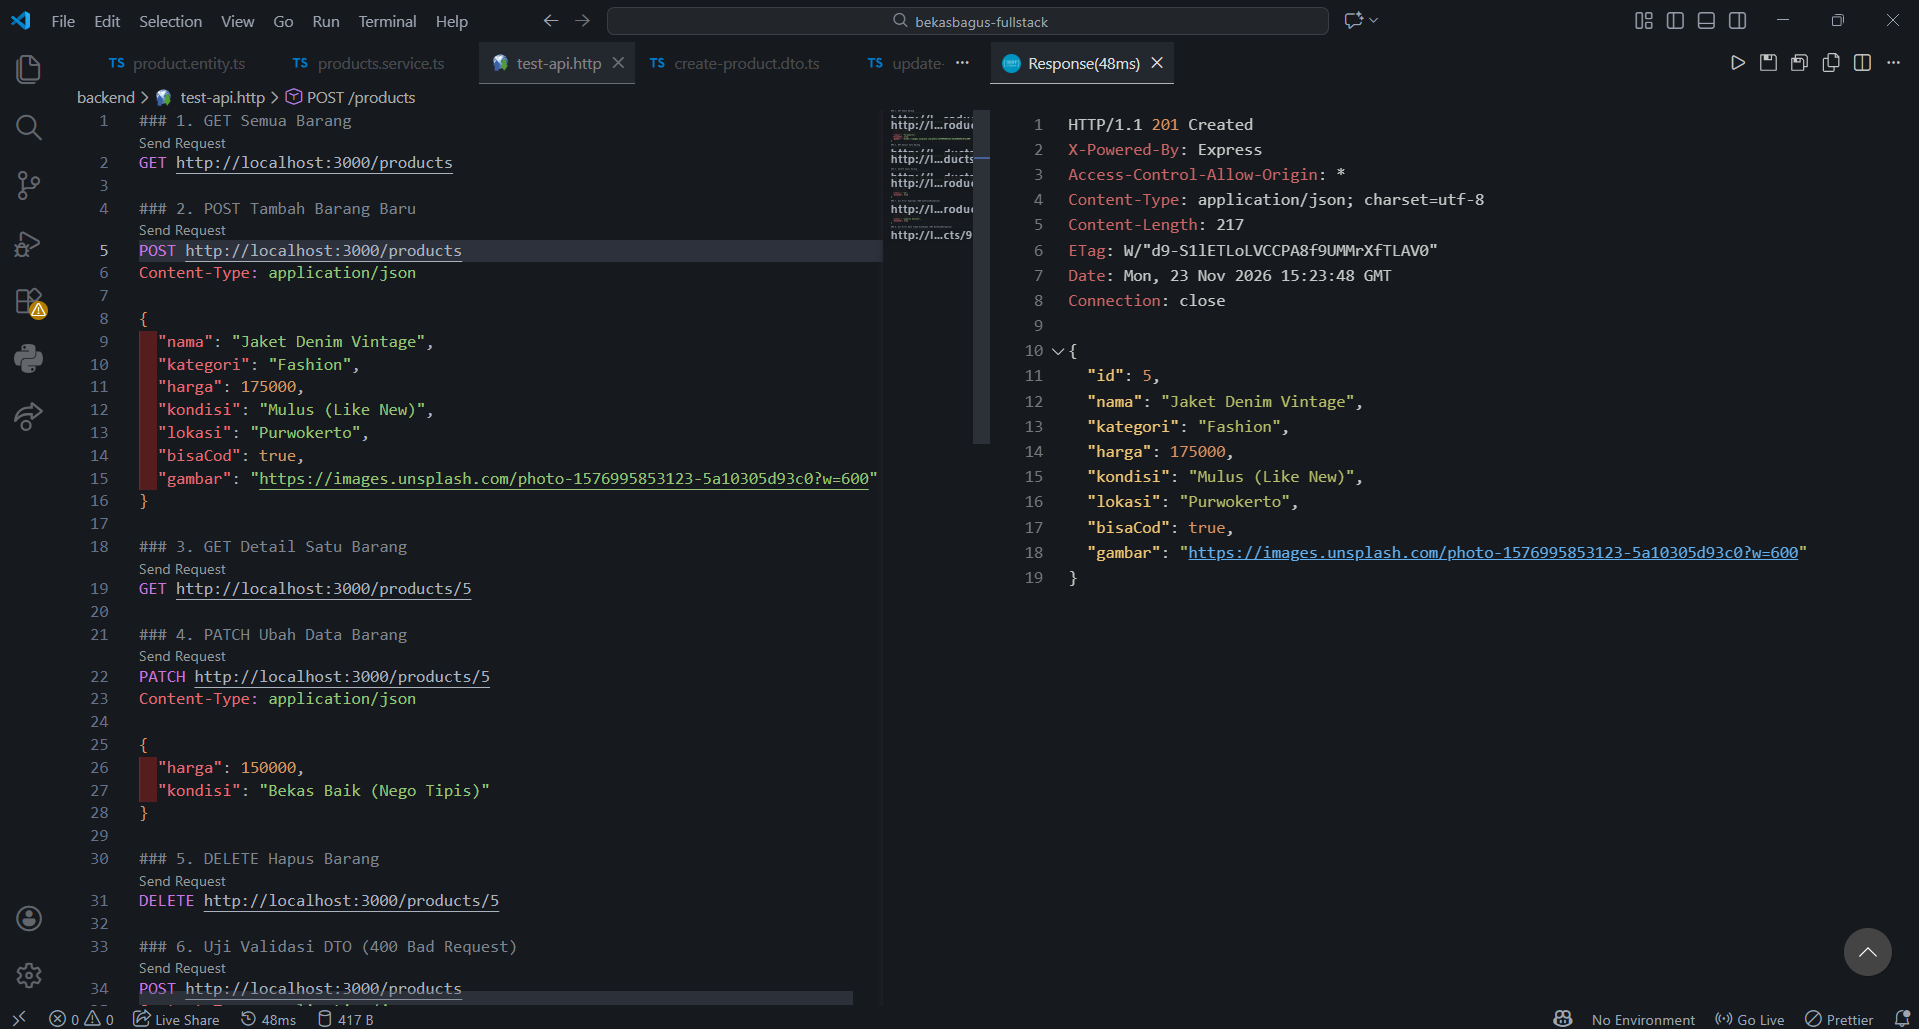 File Edit Selection View Go Run Terminal Help
bekasbagus-fullstack
TS product.entity.ts
TS products.service.ts
test-api.http
TS create-product.dto.ts
TS update-
Response(48ms)
backend > test-api.http > POST /products
1 ### 1. GET Semua Barang
Send Request
2 GET http://localhost:3000/products
3
4 ### 2. POST Tambah Barang Baru
Send Request
5 POST http://localhost:3000/products
6 Content-Type: application/json
7
8 {
9 "nama": "Jaket Denim Vintage",
10 "kategori": "Fashion",
11 "harga": 175000,
12 "kondisi": "Mulus (Like New)",
13 "lokasi": "Purwokerto",
14 "bisaCod": true,
15 "gambar": "https://images.unsplash.com/photo-1576995853123-5a10305d93c0?w=600"
16 }
17
18 ### 3. GET Detail Satu Barang
Send Request
19 GET http://localhost:3000/products/5
20
21 ### 4. PATCH Ubah Data Barang
Send Request
22 PATCH http://localhost:3000/products/5
23 Content-Type: application/json
24
25 {
26 "harga": 150000,
27 "kondisi": "Bekas Baik (Nego Tipis)"
28 }
29
30 ### 5. DELETE Hapus Barang
Send Request
31 DELETE http://localhost:3000/products/5
32
33 ### 6. Uji Validasi DTO (400 Bad Request)
Send Request
34 POST http://localhost:3000/products
http://l…roduc
http://l…ducts
http://l…roduc
http://l…roduc
http://l…cts/9
1 HTTP/1.1 201 Created
2 X-Powered-By: Express
3 Access-Control-Allow-Origin: *
4 Content-Type: application/json; charset=utf-8
5 Content-Length: 217
6 ETag: W/"d9-S1lETLoLVCCPA8f9UMMrXfTLAV0"
7 Date: Mon, 23 Nov 2026 15:23:48 GMT
8 Connection: close
9
10 {
11 "id": 5,
12 "nama": "Jaket Denim Vintage",
13 "kategori": "Fashion",
14 "harga": 175000,
15 "kondisi": "Mulus (Like New)",
16 "lokasi": "Purwokerto",
17 "bisaCod": true,
18 "gambar": "https://images.unsplash.com/photo-1576995853123-5a10305d93c0?w=600"
19 }
0 0 Live Share 48ms 417 B
No Environment Go Live Prettier